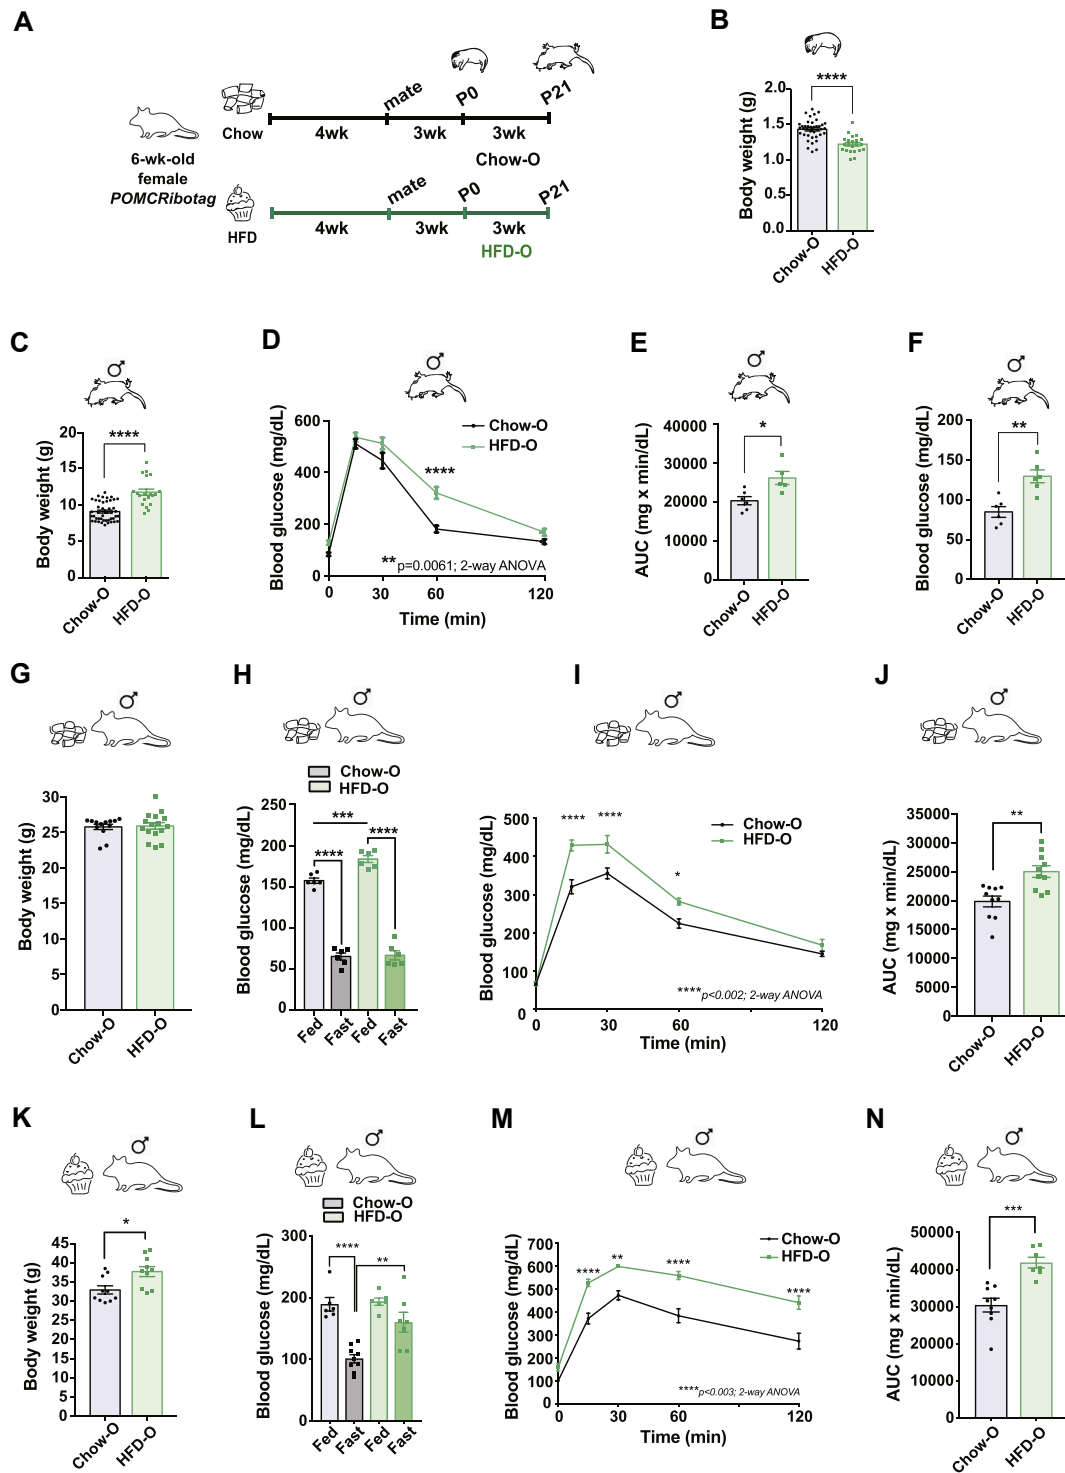 A
Chow
6-wk-old
female
POMCRibotag
HFD
mate
P0
P21
4wk
3wk
3wk
Chow-O
mate
P0
P21
4wk
3wk
3wk
HFD-O
B
****
Body weight (g)
2.0
1.5
1.0
0.5
0.0
Chow-O
HFD-O
C
♂
****
Body weight (g)
20
15
10
5
0
Chow-O
HFD-O
D
♂
Blood glucose (mg/dL)
600
400
200
0
Chow-O
HFD-O
****
**p=0.0061; 2-way ANOVA
0
30
60
120
Time (min)
E
♂
*
AUC (mg x min/dL)
40000
30000
20000
10000
0
Chow-O
HFD-O
F
♂
**
Blood glucose (mg/dL)
200
150
100
50
0
Chow-O
HFD-O
G
♂
Body weight (g)
30
25
20
15
10
5
0
Chow-O
HFD-O
H
♂
Chow-O
HFD-O
Blood glucose (mg/dL)
250
200
150
100
50
0
***
****
****
Fed
Fast
Fed
Fast
I
♂
Blood glucose (mg/dL)
500
400
300
200
100
0
****
****
*
Chow-O
HFD-O
****p<0.002; 2-way ANOVA
0
30
60
120
Time (min)
J
♂
**
AUC (mg x min/dL)
35000
30000
25000
20000
15000
10000
5000
0
Chow-O
HFD-O
K
♂
*
Body weight (g)
45
40
35
30
25
20
15
10
5
0
Chow-O
HFD-O
L
♂
Chow-O
HFD-O
Blood glucose (mg/dL)
300
200
100
0
****
**
Fed
Fast
Fed
Fast
M
♂
Blood glucose (mg/dL)
700
600
500
400
300
200
100
0
****
**
****
****
Chow-O
HFD-O
****p<0.003; 2-way ANOVA
0
30
60
120
Time (min)
N
♂
***
AUC (mg x min/dL)
50000
40000
30000
20000
10000
0
Chow-O
HFD-O